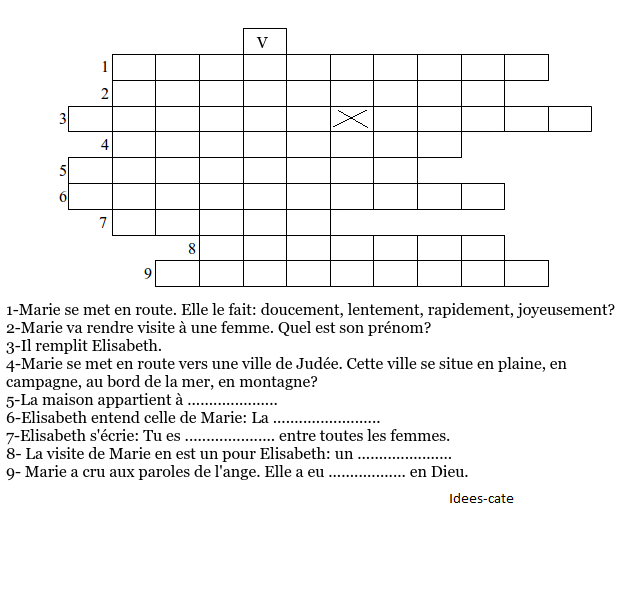 V
1
2
3
4
5
6
7
8
9
1-Marie se met en route. Elle le fait: doucement, lentement, rapidement, joyeusement?
2-Marie va rendre visite à une femme. Quel est son prénom?
3-Il remplit Elisabeth.
4-Marie se met en route vers une ville de Judée. Cette ville se situe en plaine, en
campagne, au bord de la mer, en montagne?
5-La maison appartient à .....................
6-Elisabeth entend celle de Marie: La .........................
7-Elisabeth s'écrie: Tu es ..................... entre toutes les femmes.
8- La visite de Marie en est un pour Elisabeth: un ......................
9- Marie a cru aux paroles de l'ange. Elle a eu .................. en Dieu.
Idees-cate